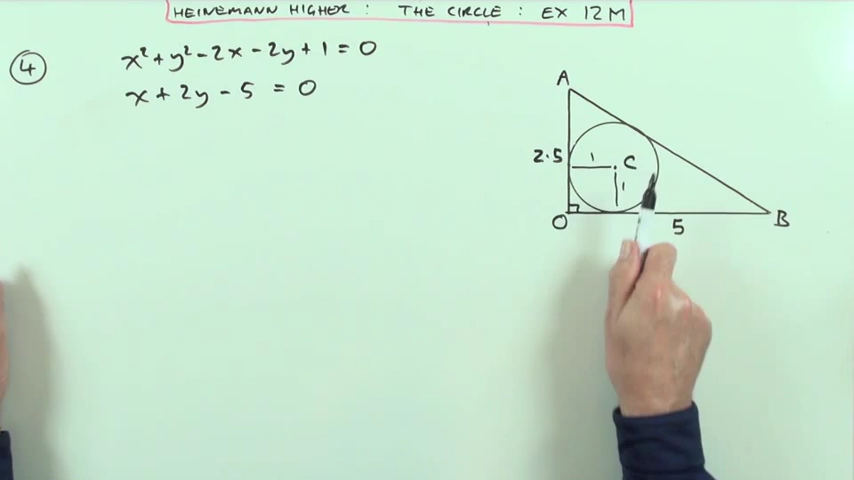 HEINEMANN HIGHER : THE CIRCLE : EX 12M
④
x²+y²-2x-2y+1=0
x+2y-5=0
A
2.5
1
C
1
O
5
B